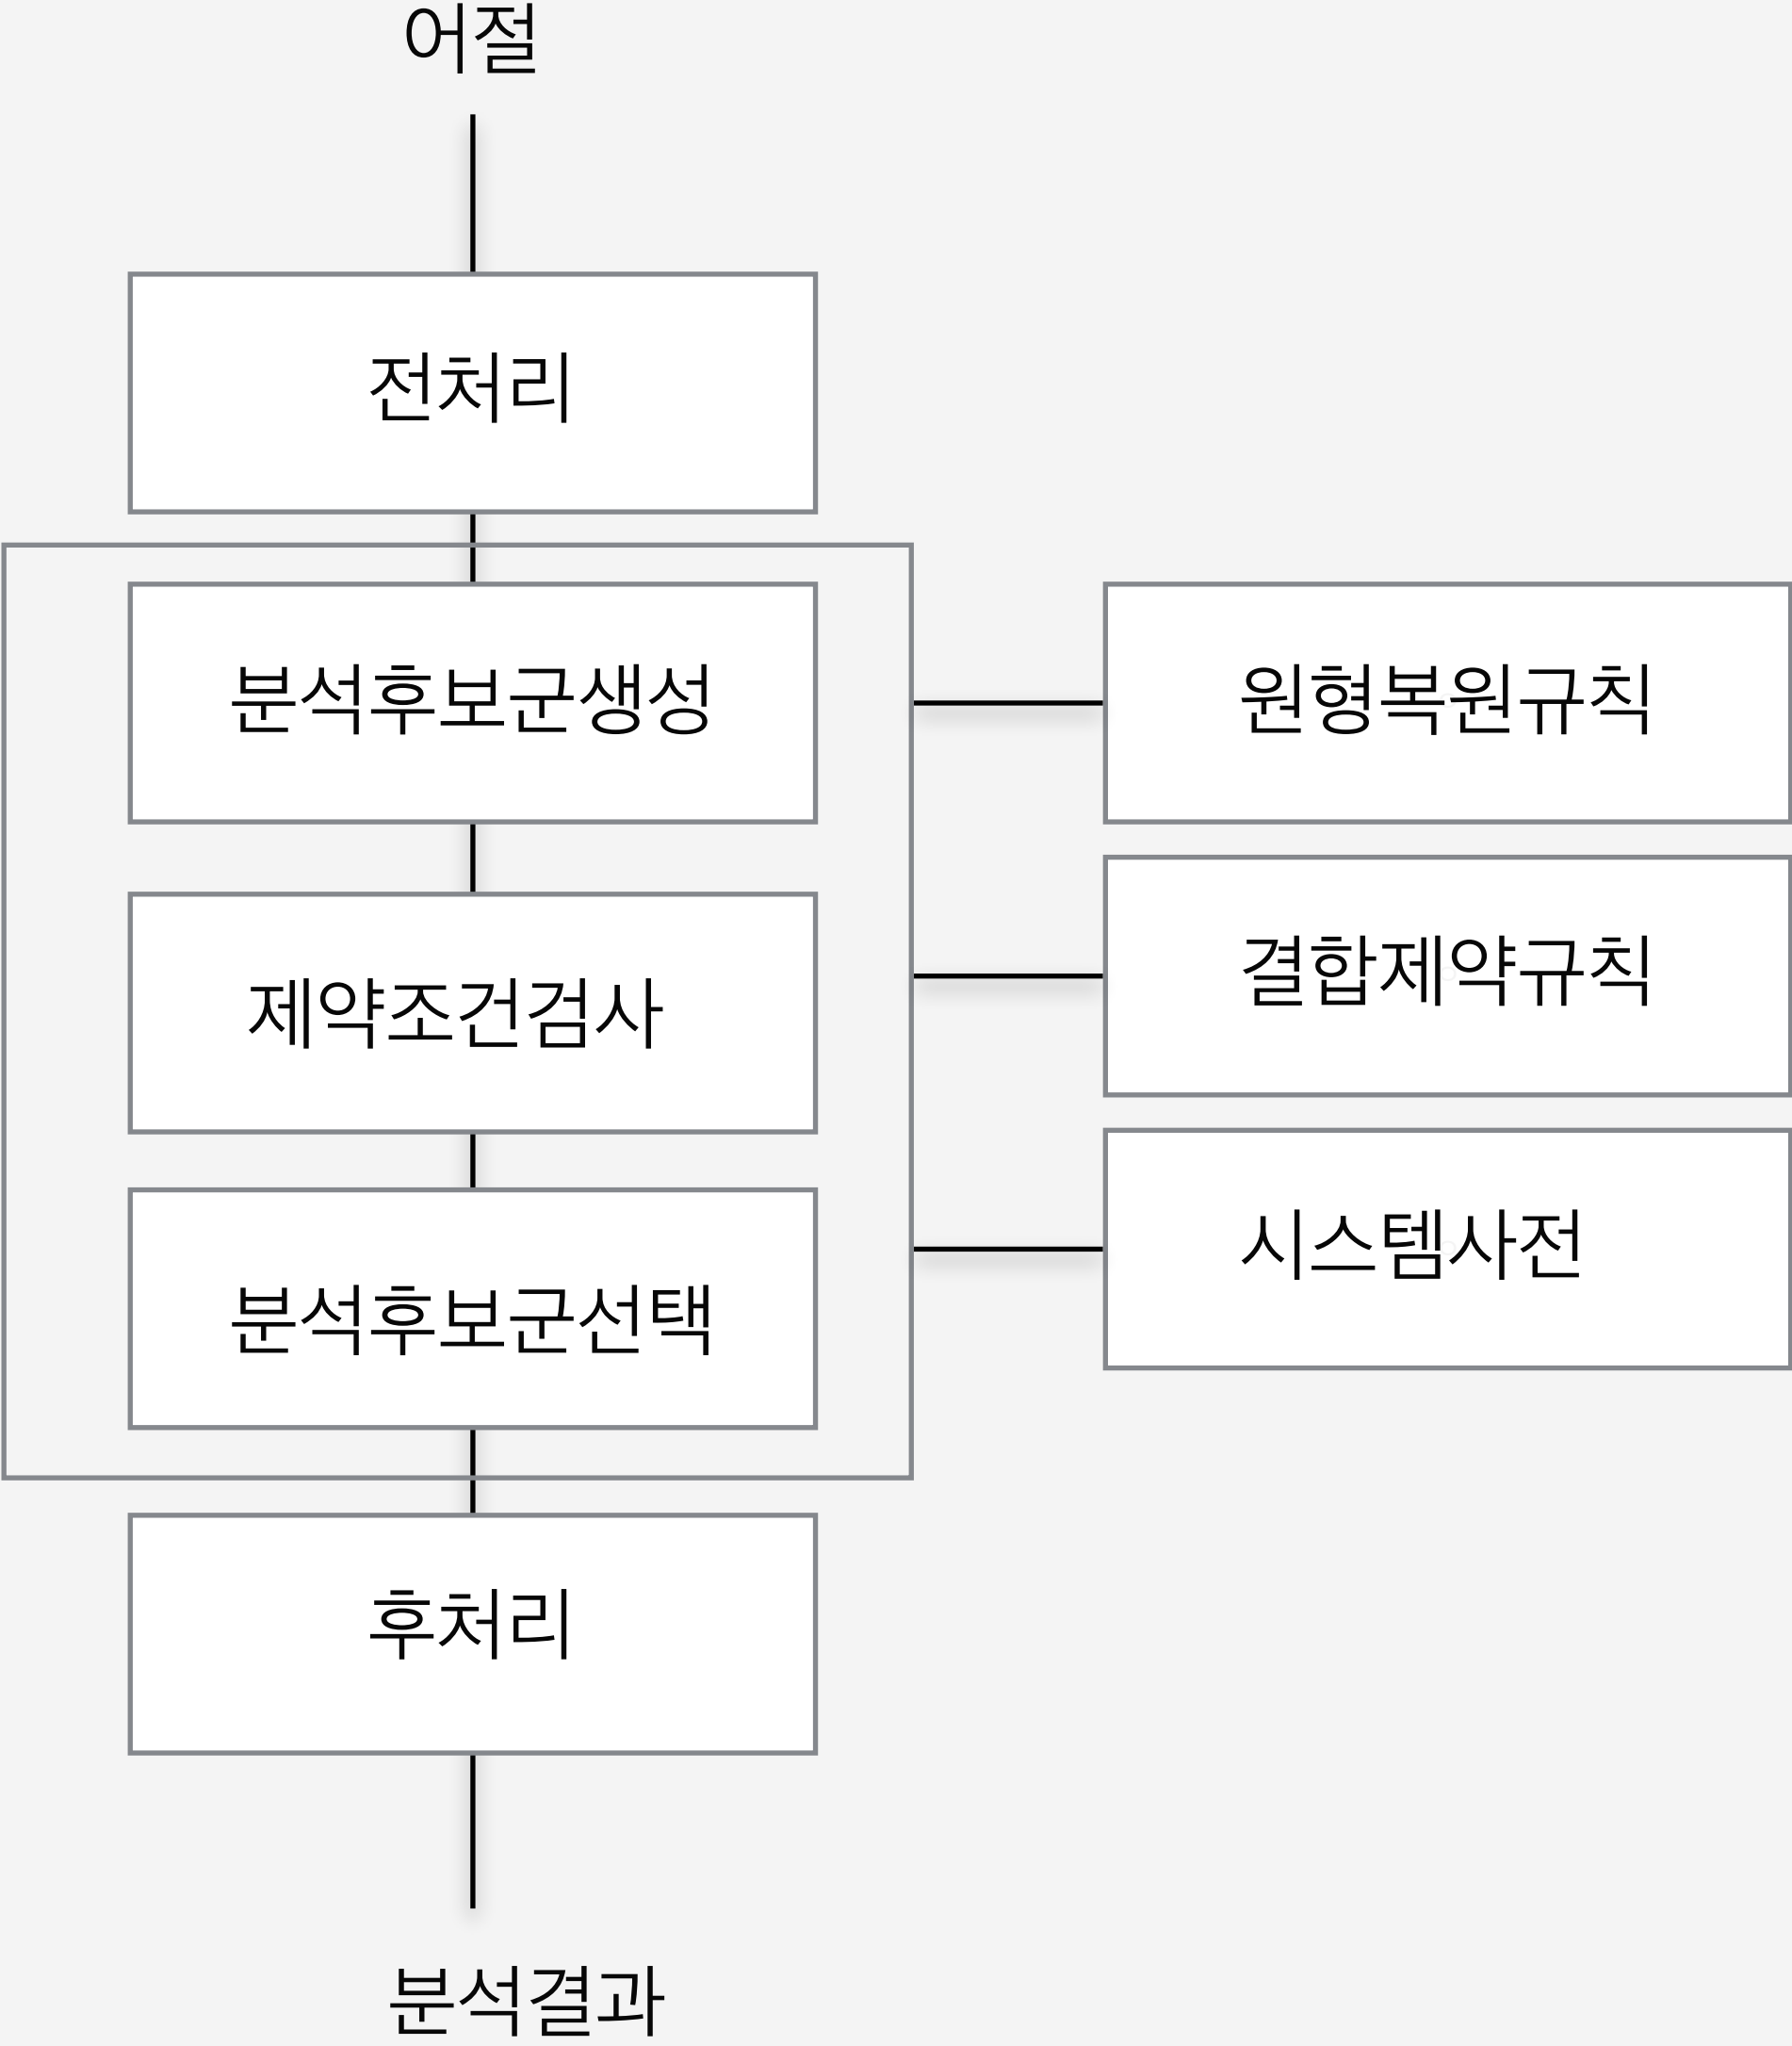 어절
전처리
분석후보군생성
원형복원규칙
제약조건검사
결합제약규칙
분석후보군선택
시스템사전
후처리
분석결과